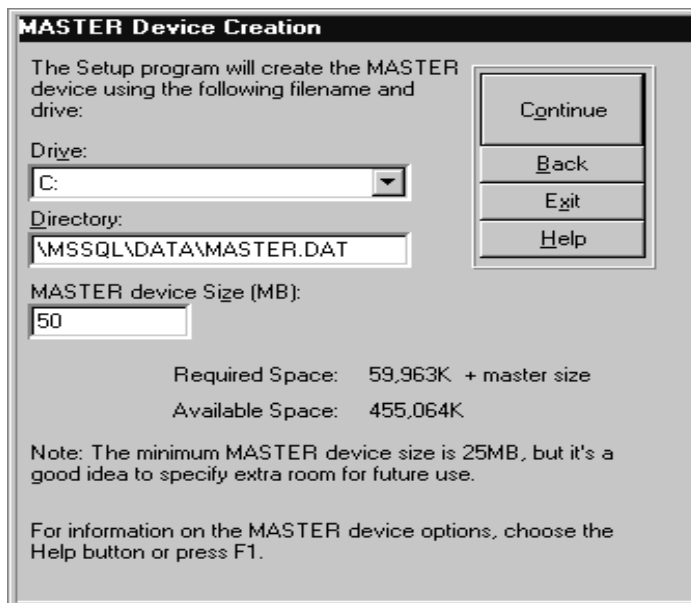 MASTER Device Creation
The Setup program will create the MASTER
device using the following filename and
drive:
Drive:
C:
Directory:
\MSSQL\DATA\MASTER.DAT
MASTER device Size (MB):
50
Continue
Back
Exit
Help
Required Space: 59,963K + master size
Available Space: 455,064K
Note: The minimum MASTER device size is 25MB, but it's a
good idea to specify extra room for future use.
For information on the MASTER device options, choose the
Help button or press F1.